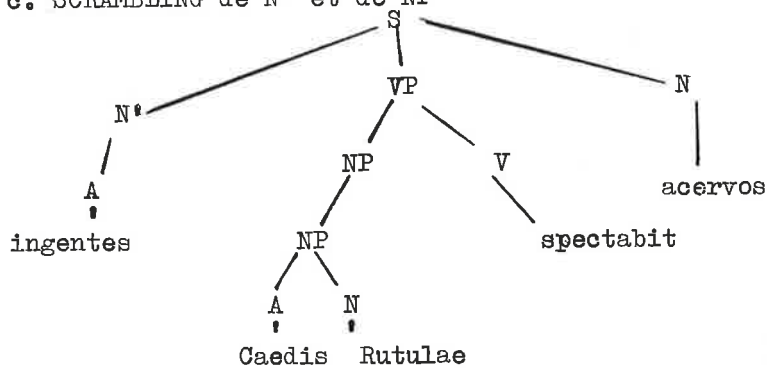 c. SCRAMBLING de N' et de NP
S
VP
N'
N
NP
V
A
acervos
ingentes
NP
spectabit
A
N
Caedis Rutulae